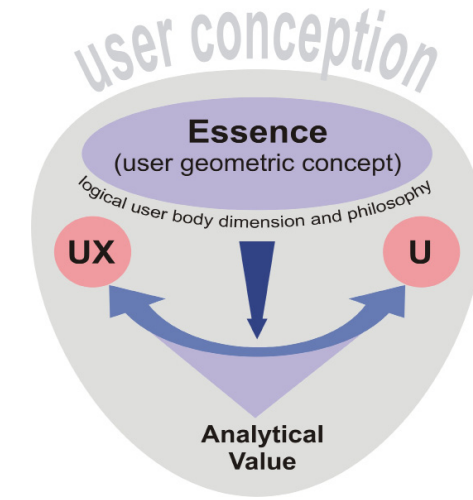 user conception
Essence
(user geometric concept)
logical user body dimension and philosophy
UX
U
Analytical
Value